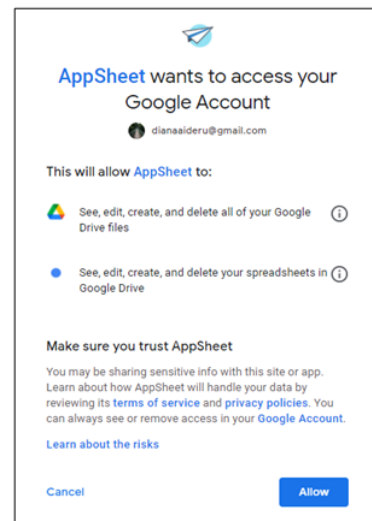 AppSheet wants to access your
Google Account
dianaaideru@gmail.com
This will allow AppSheet to:
See, edit, create, and delete all of your Google
Drive files
See, edit, create, and delete your spreadsheets in
Google Drive
Make sure you trust AppSheet
You may be sharing sensitive info with this site or app.
Learn about how AppSheet will handle your data by
reviewing its terms of service and privacy policies. You
can always see or remove access in your Google Account.
Learn about the risks
Cancel
Allow